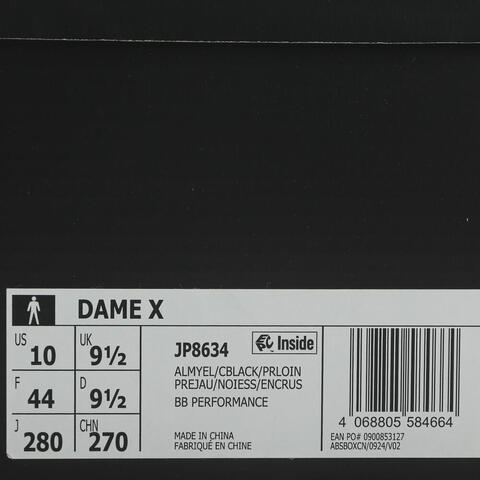 DAME X
US 10 UK 9½
F 44 D 9½
J 280 CHN 270
JP8634 Inside
ALMYEL/CBLACK/PRLOIN
PREJAU/NOIESS/ENCRUS
BB PERFORMANCE
MADE IN CHINA
FABRIQUÉ EN CHINE
4 068805 584664
EAN PO# 0900853127
ABSBOXCN/0924/V02